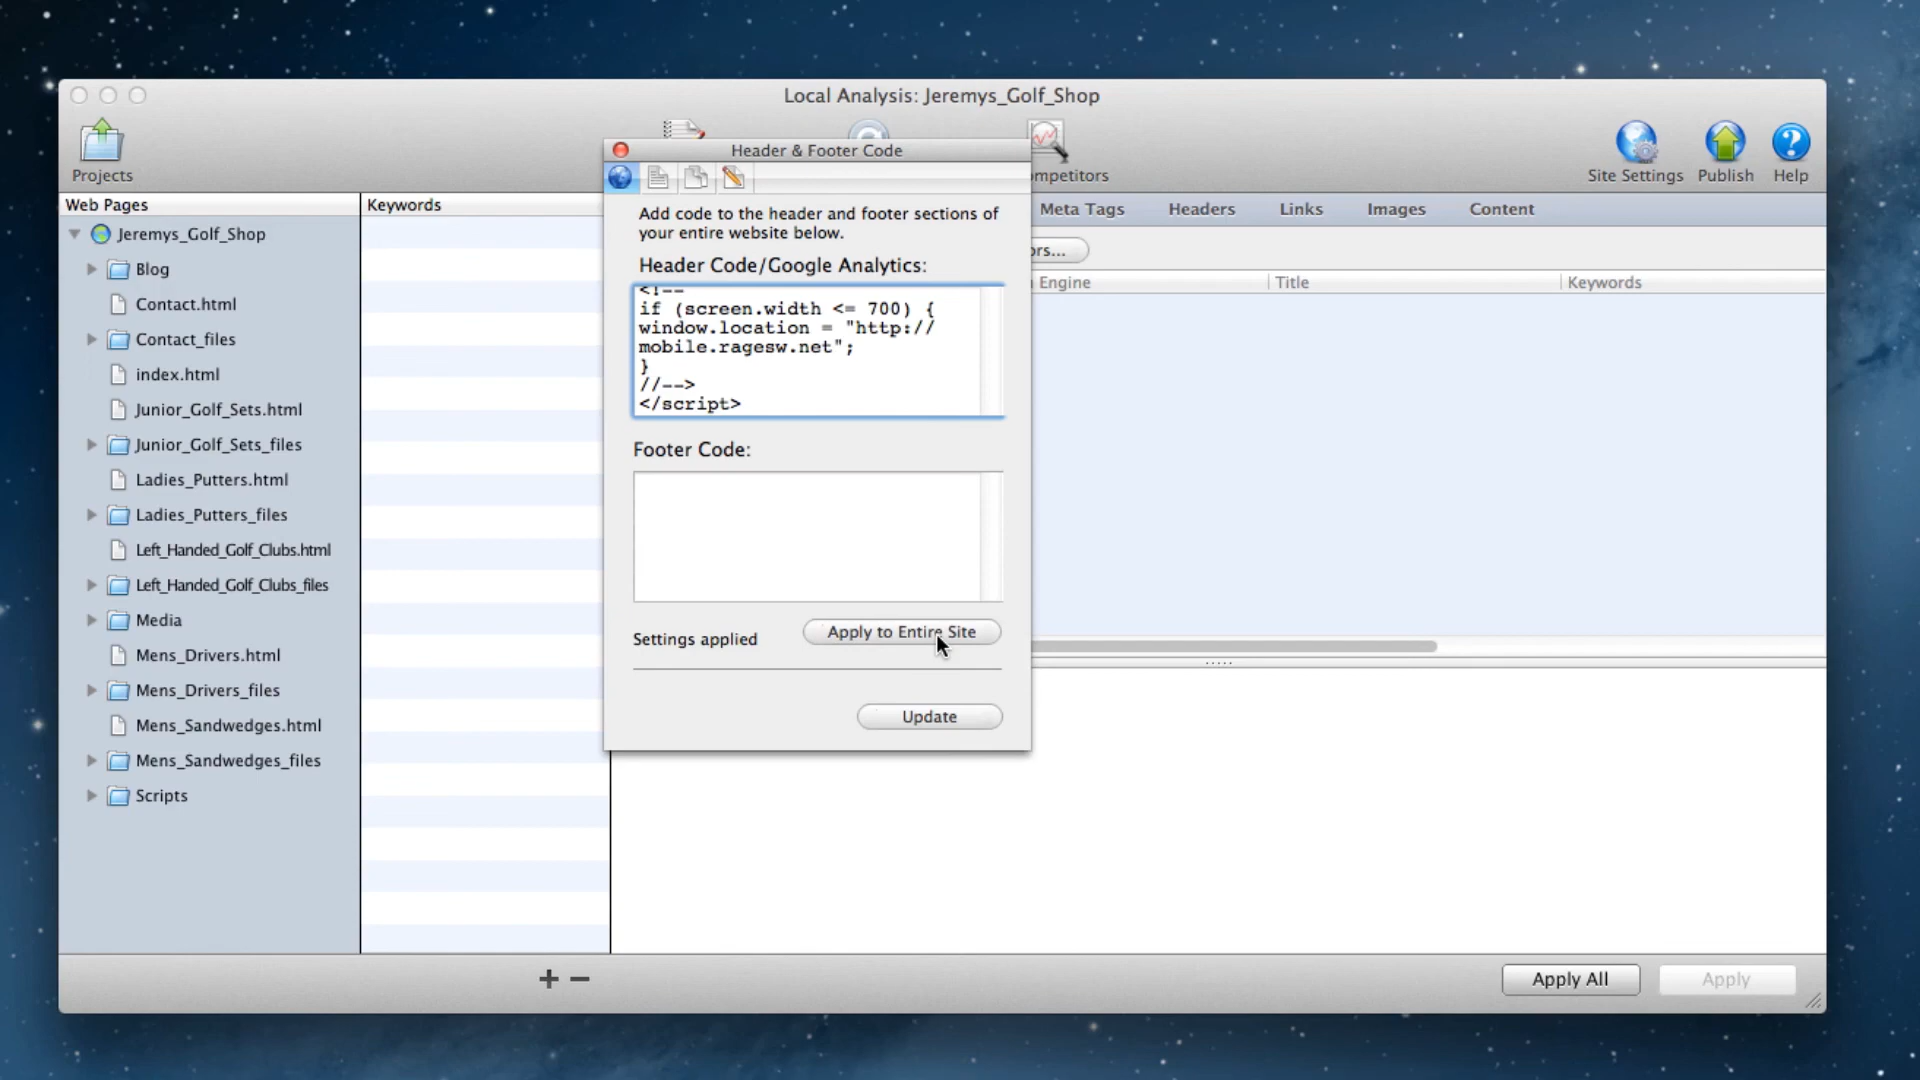 Local Analysis: Jeremys_Golf_Shop
Projects
Header & Footer Code
ompetitors
Site Settings
Publish
Help
Web Pages
Keywords
Meta Tags
Headers
Links
Images
Content
Jeremys_Golf_Shop
Blog
Contact.html
Contact_files
index.html
Junior_Golf_Sets.html
Junior_Golf_Sets_files
Ladies_Putters.html
Ladies_Putters_files
Left_Handed_Golf_Clubs.html
Left_Handed_Golf_Clubs_files
Media
Mens_Drivers.html
Mens_Drivers_files
Mens_Sandwedges.html
Mens_Sandwedges_files
Scripts
Add code to the header and footer sections of
your entire website below.
Header Code/Google Analytics:
<!--
if (screen.width <= 700) {
window.location = "http://
mobile.ragesw.net";
}
//-->
</script>
Footer Code:
Settings applied
Apply to Entire Site
Update
ors...
Engine
Title
Keywords
+ −
Apply All
Apply